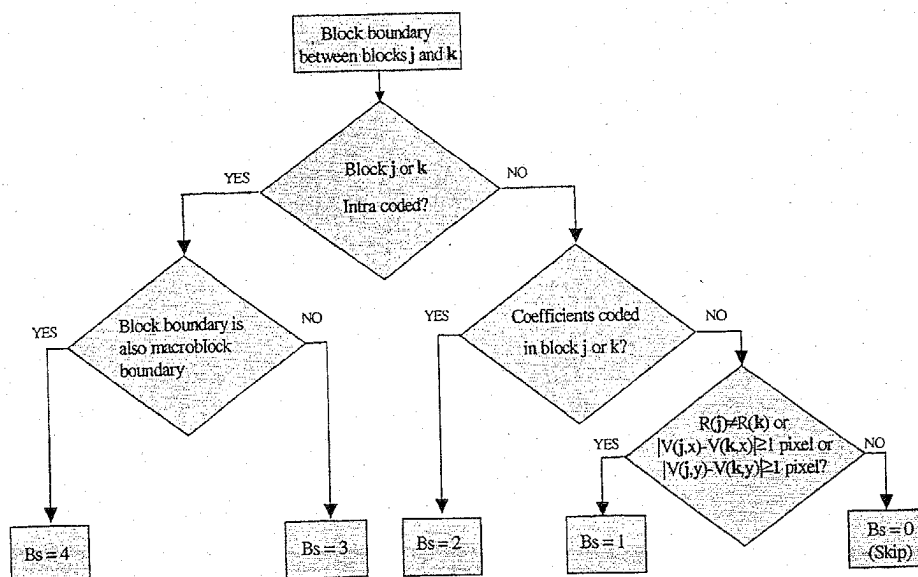 Block boundary
between blocks j and k
Block j or k
Intra coded?
YES
NO
Block boundary is
also macroblock
boundary
YES
NO
Coefficients coded
in block j or k?
YES
NO
R(j)≠R(k) or
|V(j,x)-V(k,x)|≥1 pixel or
|V(j,y)-V(k,y)|≥1 pixel?
YES
NO
Bs = 4
Bs = 3
Bs = 2
Bs = 1
Bs = 0
(Skip)